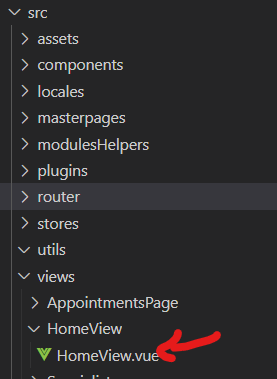 src
assets
components
locales
masterpages
modulesHelpers
plugins
router
stores
utils
views
AppointmentsPage
HomeView
HomeView.vue